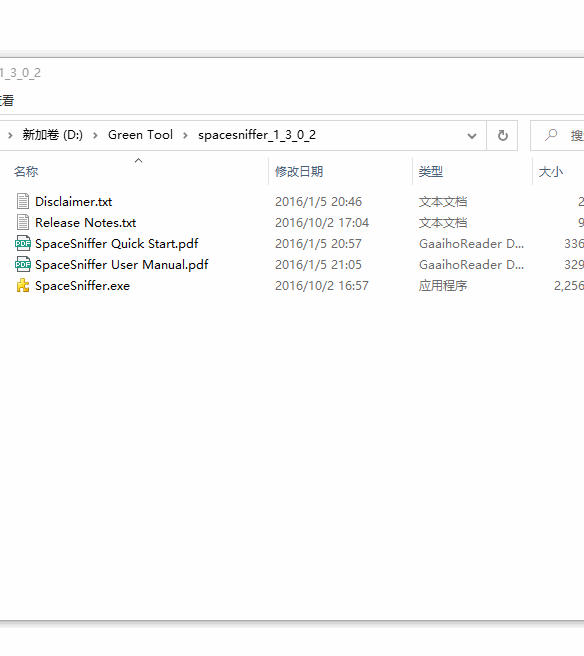 1_3_0_2
查看
新加卷 (D:) Green Tool spacesniffer_1_3_0_2 搜
名称 修改日期 类型 大小
Disclaimer.txt 2016/1/5 20:46 文本文档 2
Release Notes.txt 2016/10/2 17:04 文本文档 9
PDF SpaceSniffer Quick Start.pdf 2016/1/5 20:57 GaaihoReader D... 336
PDF SpaceSniffer User Manual.pdf 2016/1/5 21:05 GaaihoReader D... 329
SpaceSniffer.exe 2016/10/2 16:57 应用程序 2,256